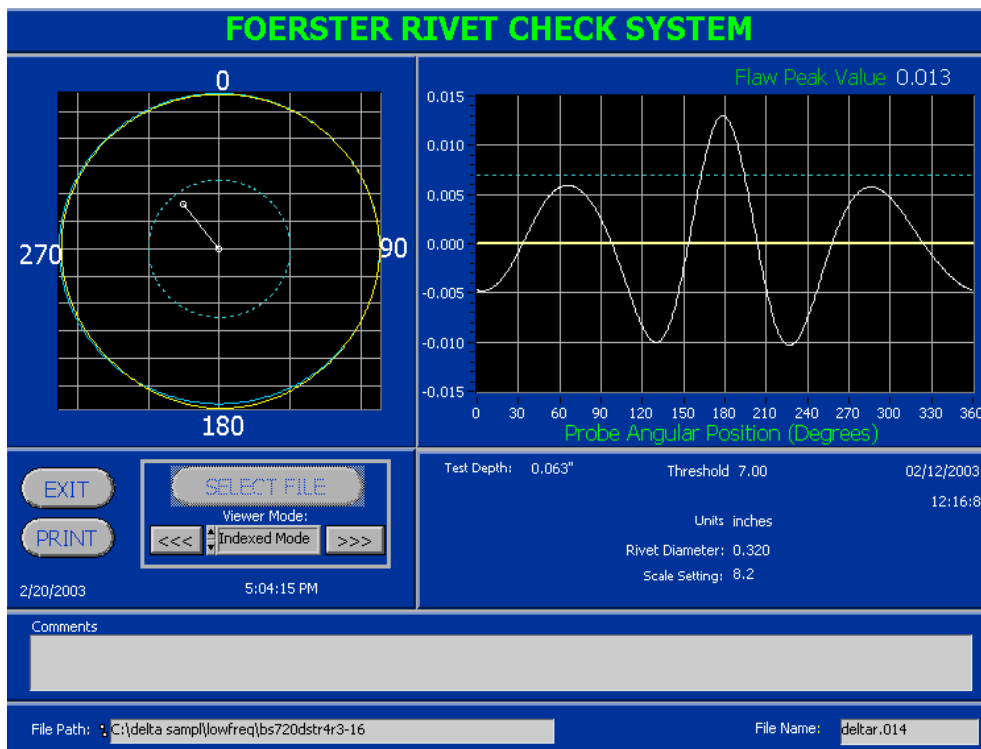 FOERSTER RIVET CHECK SYSTEM
0
270
90
180
Flaw Peak Value 0.013
0.015
0.010
0.005
0.000
-0.005
-0.010
-0.015
0 30 60 90 120 150 180 210 240 270 300 330 360
Probe Angular Position (Degrees)
EXIT
PRINT
SELECT FILE
Viewer Mode:
<<< Indexed Mode >>>
2/20/2003 5:04:15 PM
Test Depth: 0.063" Threshold 7.00 02/12/2003
12:16:8
Units inches
Rivet Diameter: 0.320
Scale Setting: 8.2
Comments
File Path: C:\delta sampl\lowfreq\bs720dstr4r3-16
File Name: deltar.014